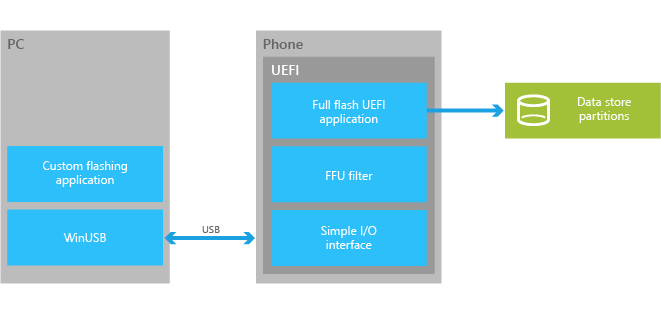 PC
Custom flashing
application
WinUSB
USB
Phone
UEFI
Full flash UEFI
application
FFU filter
Simple I/O
interface
Data store
partitions